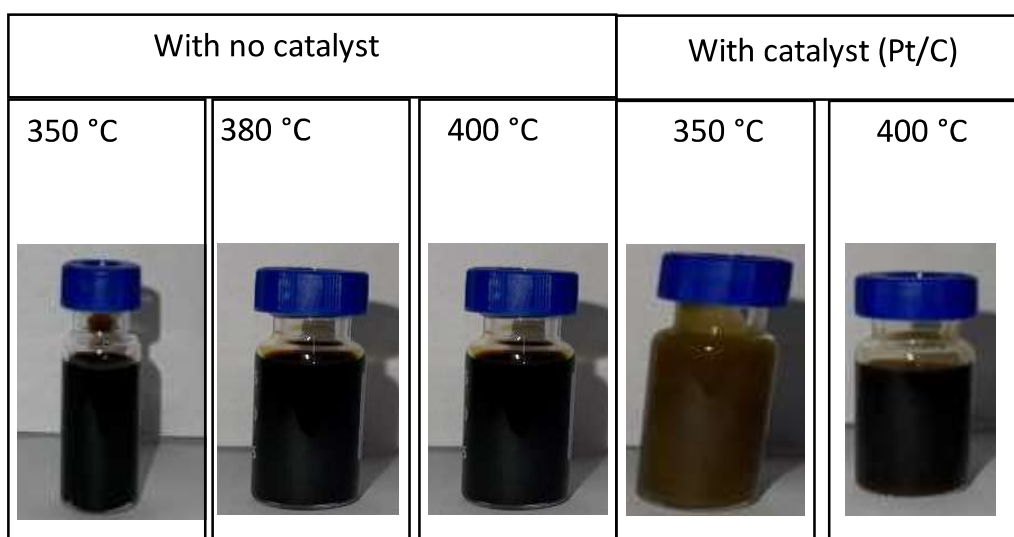 With no catalyst
With catalyst (Pt/C)
350 °C
380 °C
400 °C
350 °C
400 °C